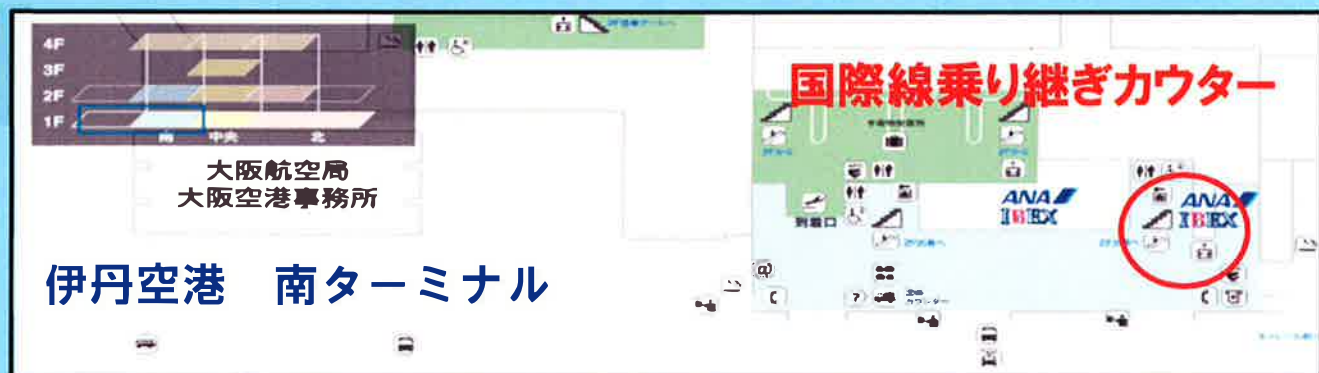 4F
3F
2F
1F
南 中央 北
大阪航空局
大阪空港事務所
伊丹空港 南ターミナル
国際線乗り継ぎカウター
到着口
ANA
IBEX
ANA
IBEX
?